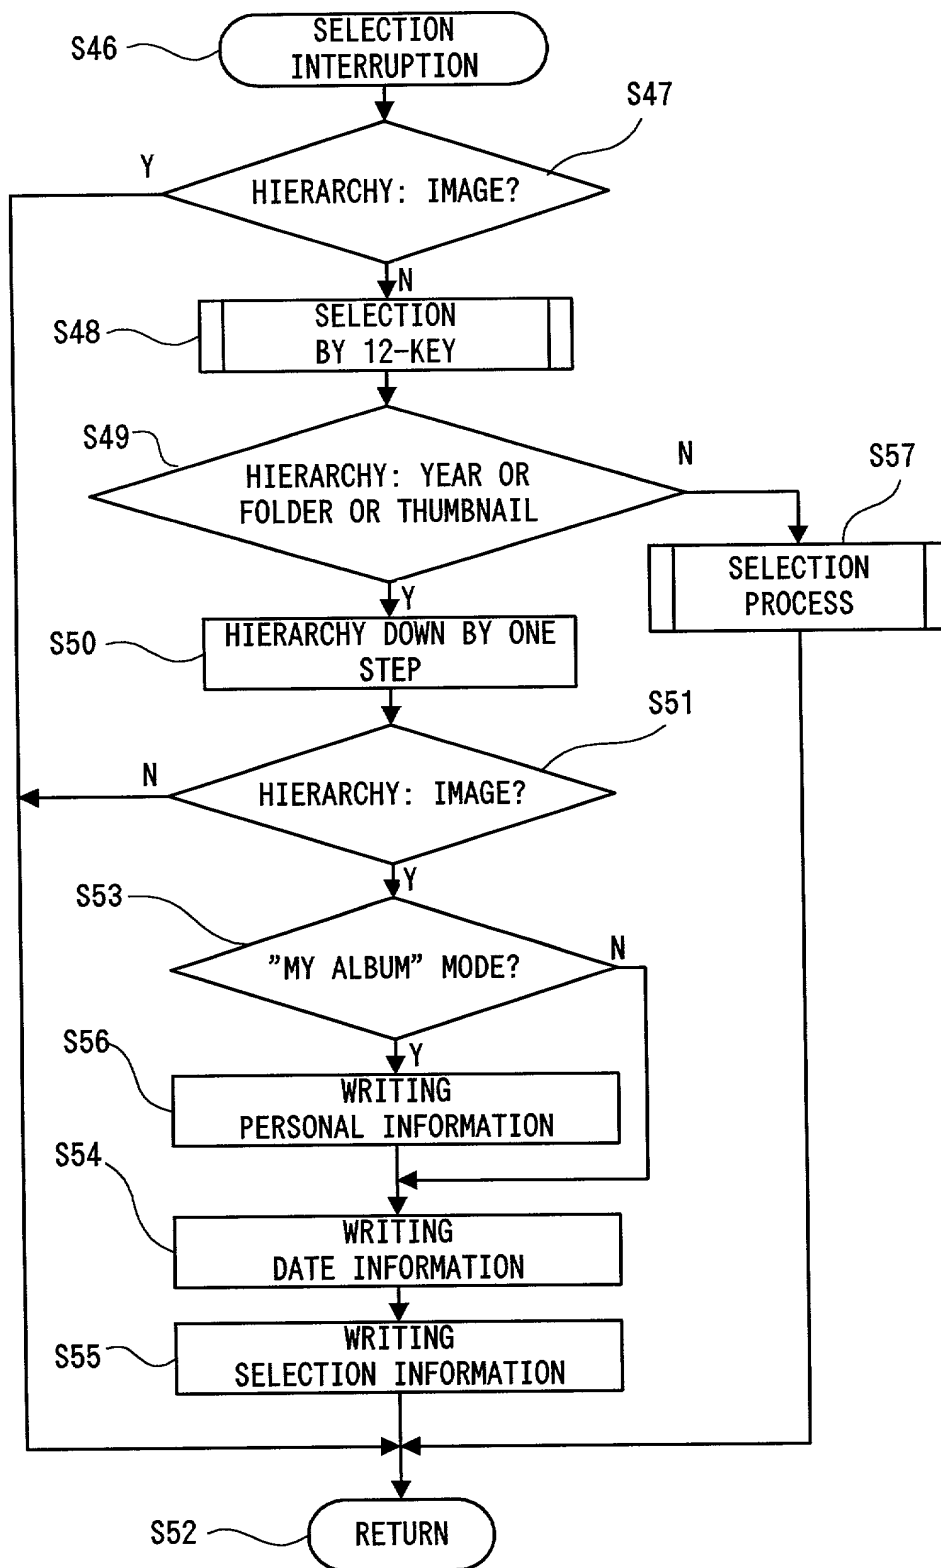 S46
SELECTION
INTERRUPTION
S47
Y
HIERARCHY: IMAGE?
N
S48
SELECTION
BY 12-KEY
S49
HIERARCHY: YEAR OR
FOLDER OR THUMBNAIL
N
S57
SELECTION
PROCESS
Y
S50
HIERARCHY DOWN BY ONE
STEP
S51
N
HIERARCHY: IMAGE?
Y
S53
"MY ALBUM" MODE?
N
S56
Y
WRITING
PERSONAL INFORMATION
S54
WRITING
DATE INFORMATION
S55
WRITING
SELECTION INFORMATION
S52
RETURN